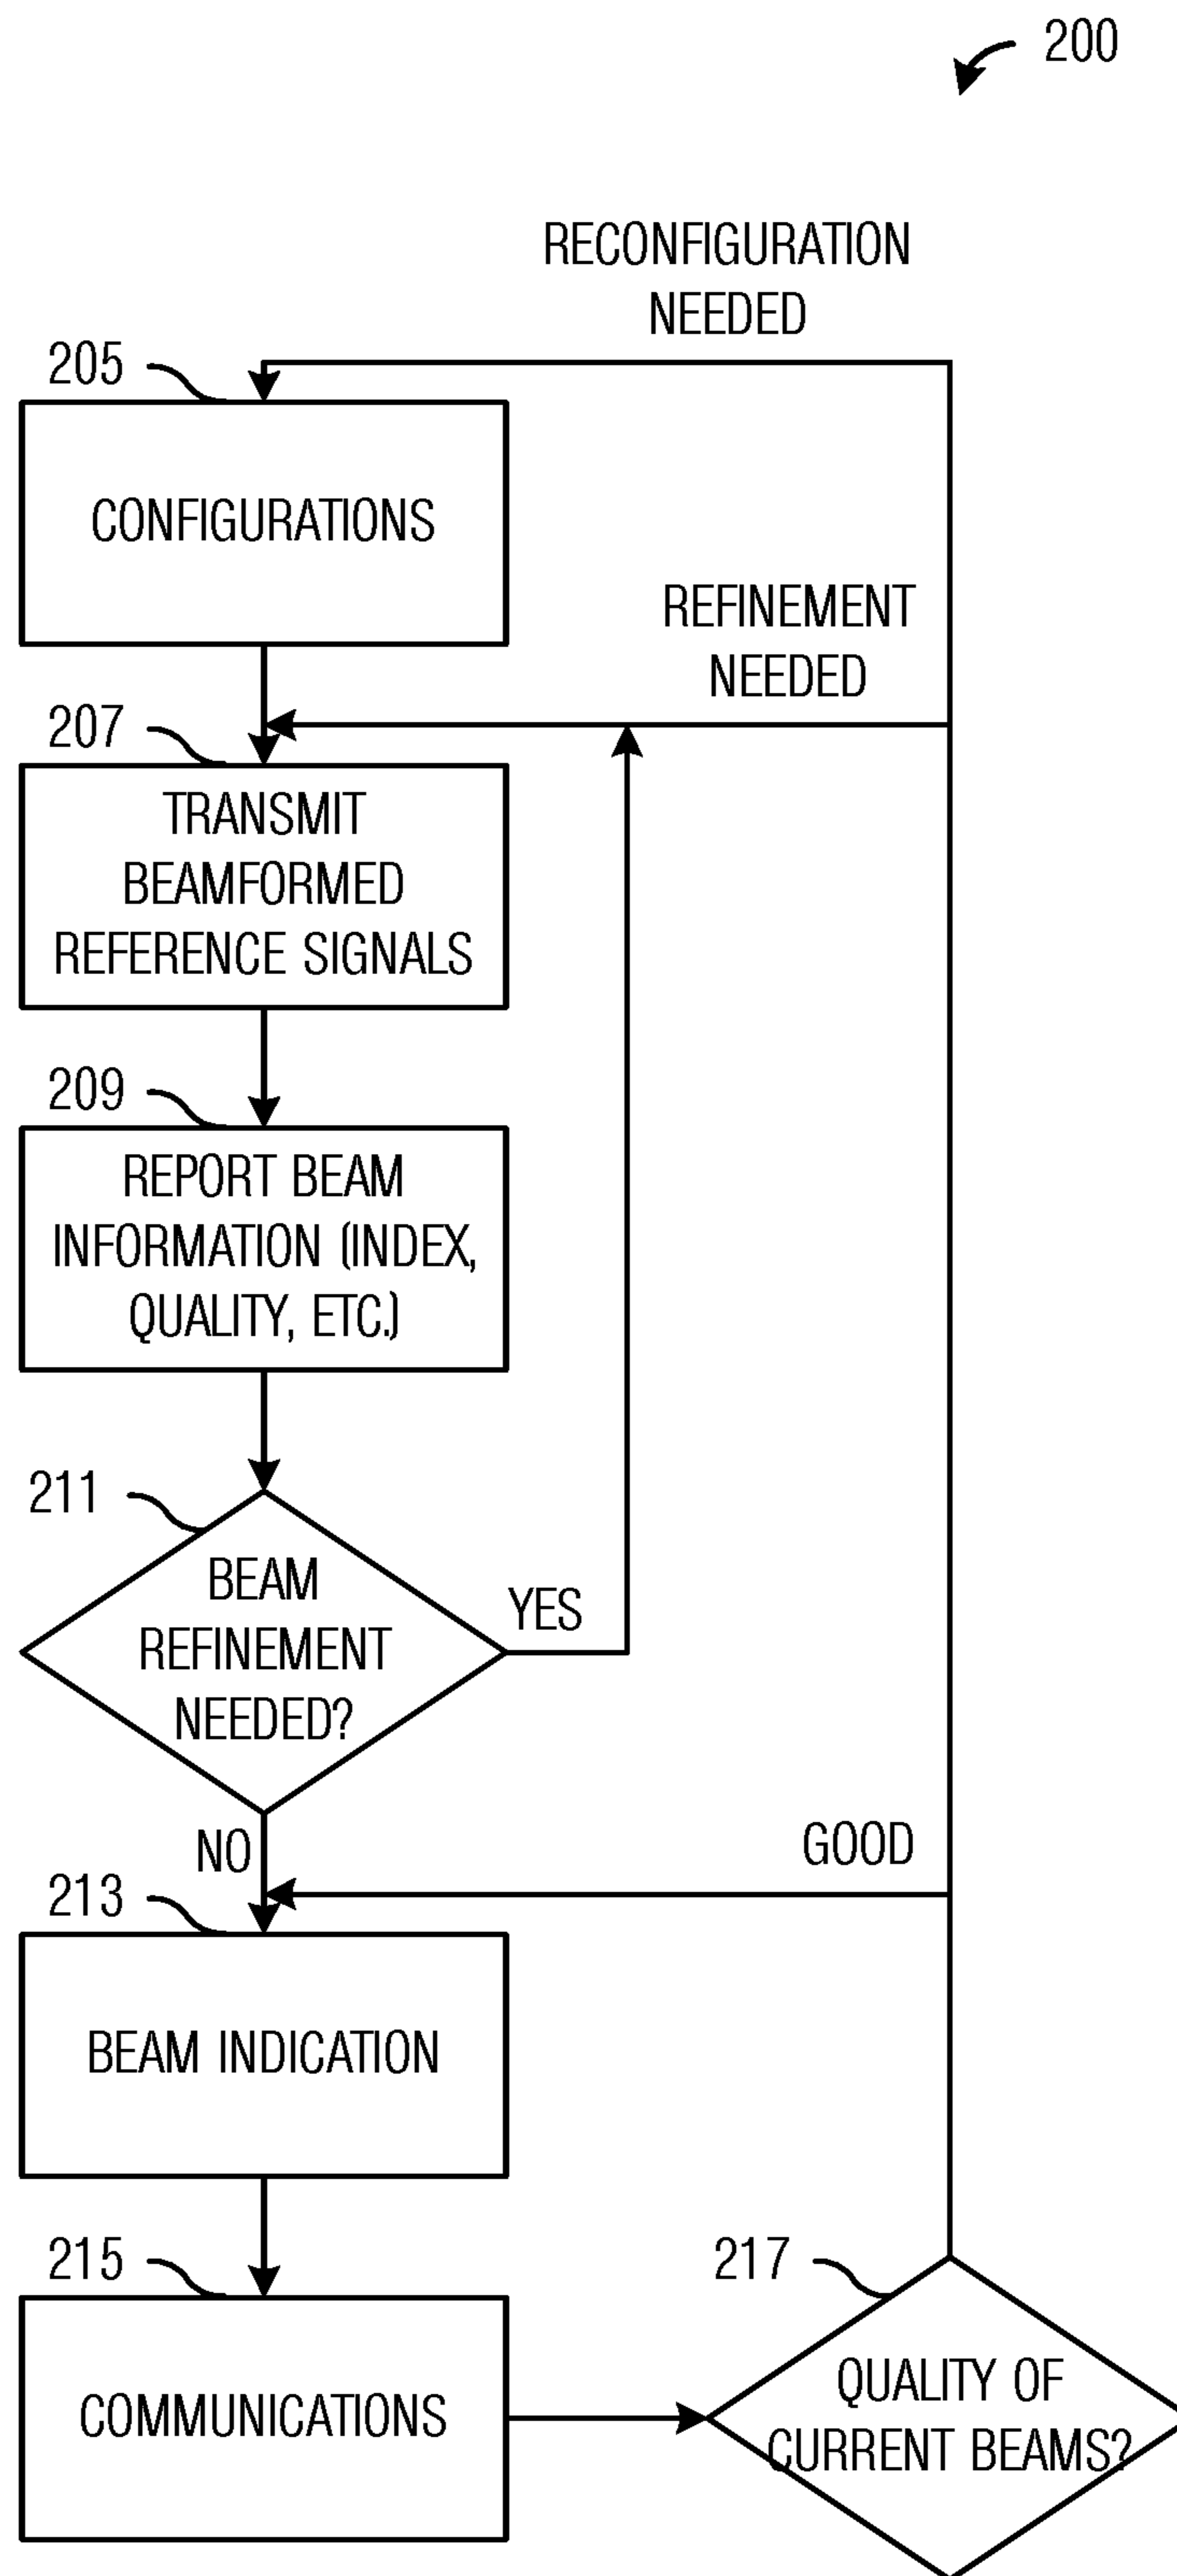 200
RECONFIGURATION
NEEDED
205
CONFIGURATIONS
REFINEMENT
NEEDED
207
TRANSMIT
BEAMFORMED
REFERENCE SIGNALS
209
REPORT BEAM
INFORMATION (INDEX,
QUALITY, ETC.)
211
BEAM
REFINEMENT
NEEDED?
YES
NO
GOOD
213
BEAM INDICATION
215
COMMUNICATIONS
217
QUALITY OF
CURRENT BEAMS?